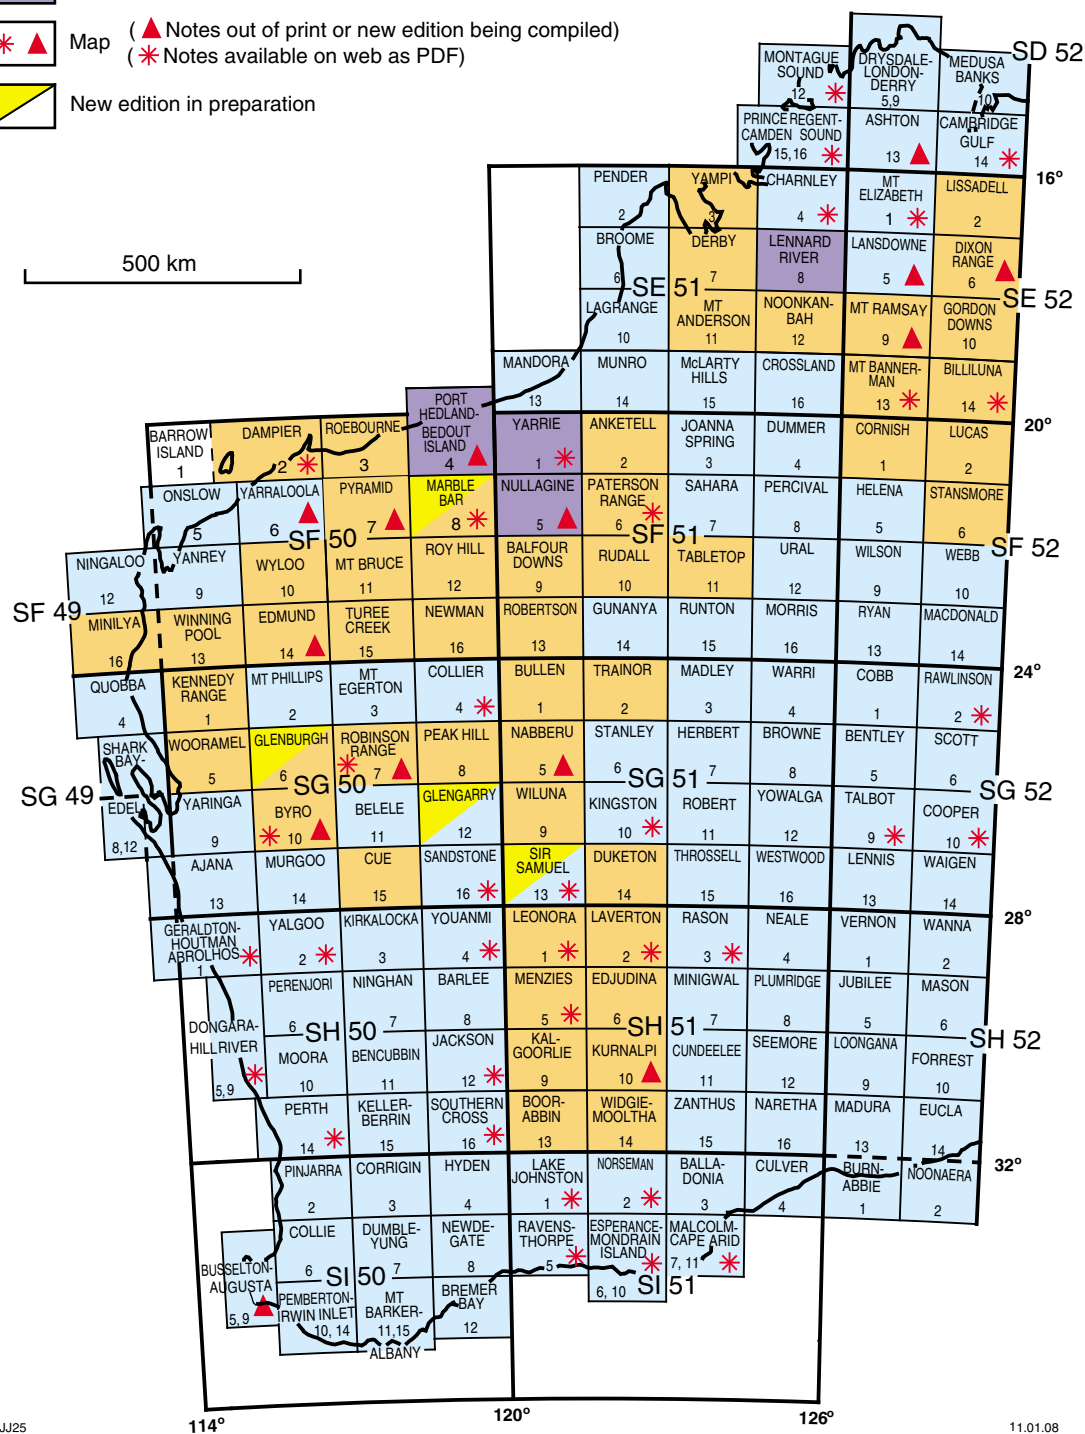 Map
( Notes out of print or new edition being compiled)
( Notes available on web as PDF)
New edition in preparation
500 km
SD 52
MONTAGUE
SOUND
12
DRYSDALE-
LONDON-
DERRY
5,9
MEDUSA
BANKS
10
PRINCE REGENT-
CAMDEN SOUND
15,16
ASHTON
13
CAMBRIDGE
GULF
14
16°
PENDER
2
YAMPI
3
CHARNLEY
4
MT
ELIZABETH
1
LISSADELL
2
BROOME
6
DERBY
7
LENNARD
RIVER
8
LANSDOWNE
5
DIXON
RANGE
6
SE 51
SE 52
LAGRANGE
10
MT
ANDERSON
11
NOONKAN-
BAH
12
MT RAMSAY
9
GORDON
DOWNS
10
MANDORA
13
MUNRO
14
McLARTY
HILLS
15
CROSSLAND
16
MT BANNER-
MAN
13
BILLILUNA
14
20°
BARROW
ISLAND
1
DAMPIER
2
ROEBOURNE
3
PORT
HEDLAND-
BEDOUT
ISLAND
4
YARRIE
1
ANKETELL
2
JOANNA
SPRING
3
DUMMER
4
CORNISH
1
LUCAS
2
ONSLOW
5
YARRALOOLA
6
PYRAMID
7
MARBLE
BAR
8
NULLAGINE
5
PATERSON
RANGE
6
SAHARA
7
PERCIVAL
8
HELENA
5
STANSMORE
6
SF 50
SF 51
SF 52
NINGALOO
12
YANREY
9
WYLOO
10
MT BRUCE
11
ROY HILL
12
BALFOUR
DOWNS
9
RUDALL
10
TABLETOP
11
URAL
12
WILSON
9
WEBB
10
SF 49
MINILYA
16
WINNING
POOL
13
EDMUND
14
TUREE
CREEK
15
NEWMAN
16
ROBERTSON
13
GUNANYA
14
RUNTON
15
MORRIS
16
RYAN
13
MACDONALD
14
24°
QUOBBA
4
KENNEDY
RANGE
1
MT PHILLIPS
2
MT
EGERTON
3
COLLIER
4
BULLEN
1
TRAINOR
2
MADLEY
3
WARRI
4
COBB
1
RAWLINSON
2
SHARK
BAY-
WOORAMEL
5
GLENBURGH
6
ROBINSON
RANGE
7
PEAK HILL
8
NABBERU
5
STANLEY
6
HERBERT
7
BROWNE
8
BENTLEY
5
SCOTT
6
SG 49
SG 50
SG 51
SG 52
EDEL
8,12
YARINGA
9
BYRO
10
BELELE
11
GLENGARRY
12
WILUNA
9
KINGSTON
10
ROBERT
11
YOWALGA
12
TALBOT
9
COOPER
10
AJANA
13
MURGOO
14
CUE
15
SANDSTONE
16
SIR
SAMUEL
13
DUKETON
14
THROSSELL
15
WESTWOOD
16
LENNIS
13
WAIGEN
14
28°
GERALDTON-
HOUTMAN
ABROLHOS
1
YALGOO
2
KIRKALOCKA
3
YOUANMI
4
LEONORA
1
LAVERTON
2
RASON
3
NEALE
4
VERNON
1
WANNA
2
PERENJORI
6
NINGHAN
7
BARLEE
8
MENZIES
5
EDJUDINA
6
MINIGWAL
7
PLUMRIDGE
8
JUBILEE
5
MASON
6
SH 50
SH 51
SH 52
DONGARA-
HILL RIVER
5,9
MOORA
10
BENCUBBIN
11
JACKSON
12
KAL-
GOORLIE
9
KURNALPI
10
CUNDEELEE
11
SEEMORE
12
LOONGANA
9
FORREST
10
PERTH
14
KELLER-
BERRIN
15
SOUTHERN
CROSS
16
BOOR-
ABBIN
13
WIDGIE-
MOOLTHA
14
ZANTHUS
15
NARETHA
16
MADURA
13
EUCLA
14
32°
PINJARRA
2
CORRIGIN
3
HYDEN
4
LAKE
JOHNSTON
1
NORSEMAN
2
BALLA-
DONIA
3
CULVER
4
BURN-
ABBIE
1
NOONAERA
2
COLLIE
6
DUMBLE-
YUNG
7
NEWDE-
GATE
8
RAVENS-
THORPE
5
ESPERANCE-
MONDRAIN
ISLAND
6, 10
MALCOLM-
CAPE ARID
7, 11
SI 50
SI 51
BUSSELTON-
AUGUSTA
5,9
PEMBERTON-
IRWIN INLET
10, 14
MT
BARKER-
11,15
ALBANY
BREMER
BAY
12
114°
120°
126°
JJ25
11.01.08